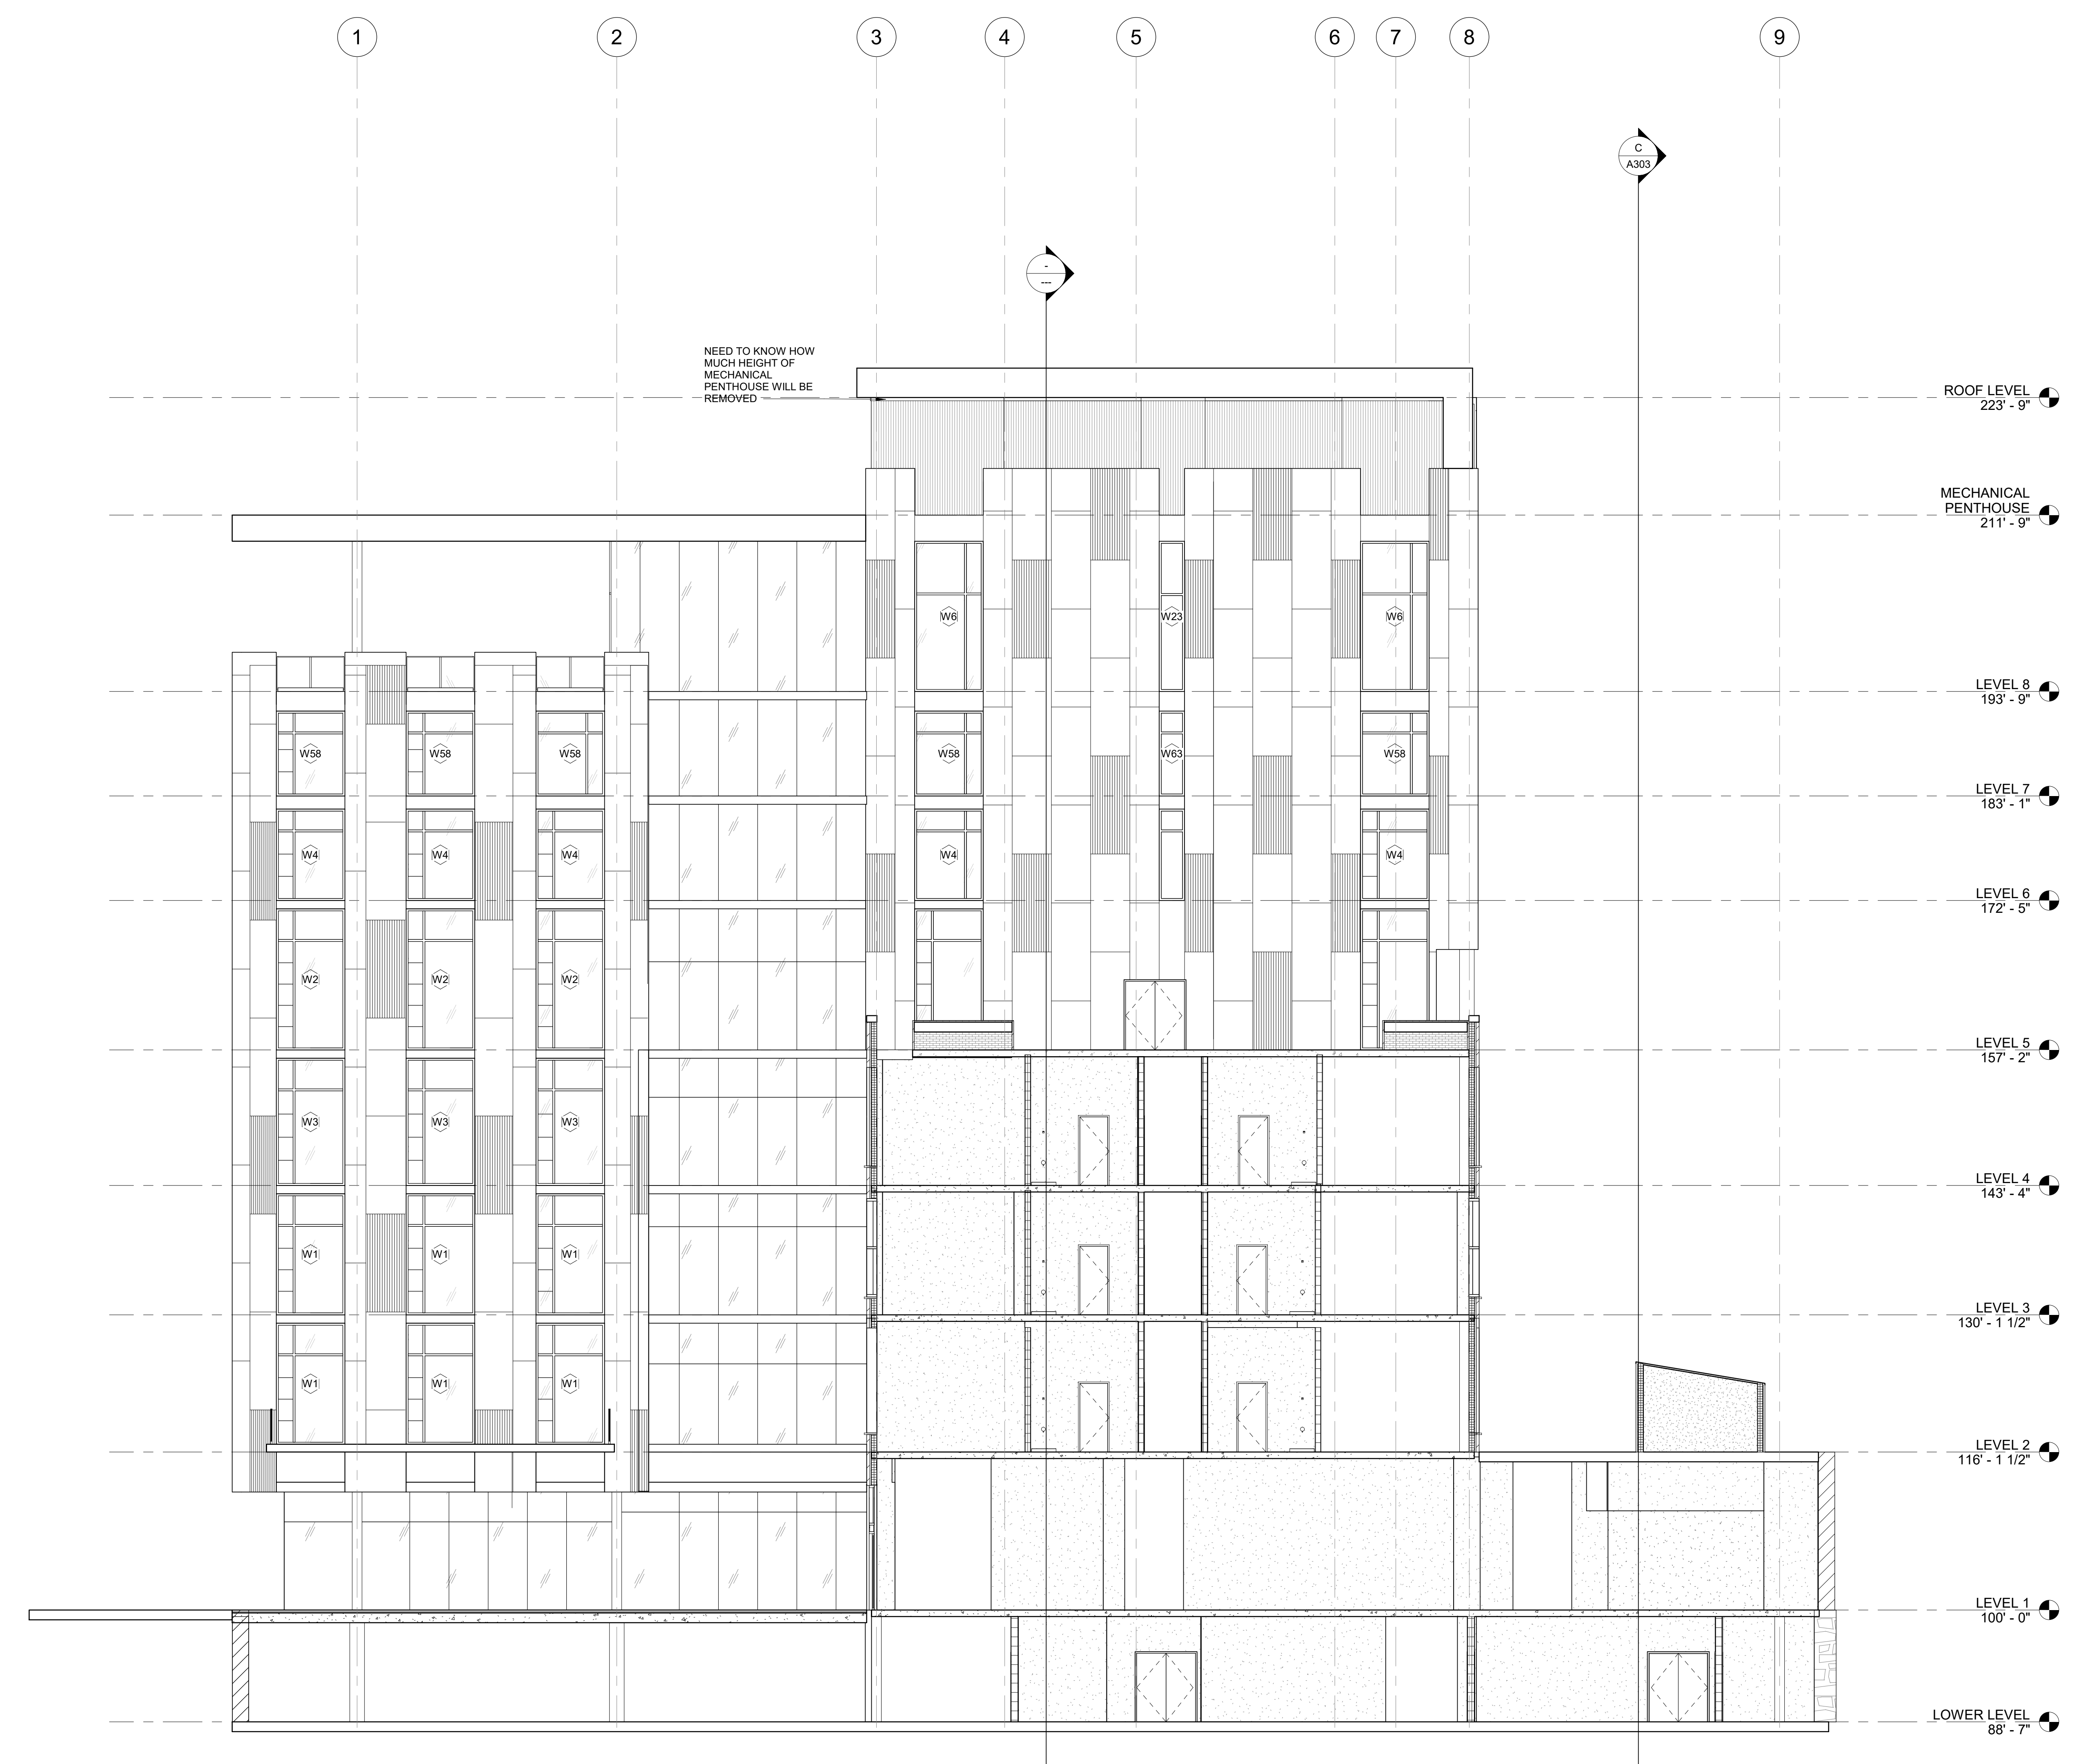 1 2 3 4 5 6 7 8 9
C
A303
-
---
NEED TO KNOW HOW
MUCH HEIGHT OF
MECHANICAL
PENTHOUSE WILL BE
REMOVED
ROOF LEVEL
223' - 9"
MECHANICAL
PENTHOUSE
211' - 9"
W6 W23 W6
LEVEL 8
193' - 9"
W58 W58 W58 W58 W63 W58
LEVEL 7
183' - 1"
W4 W4 W4 W4 W4
LEVEL 6
172' - 5"
W2 W2 W2
LEVEL 5
157' - 2"
W3 W3 W3
LEVEL 4
143' - 4"
W1 W1 W1
LEVEL 3
130' - 1 1/2"
W1 W1 W1
LEVEL 2
116' - 1 1/2"
LEVEL 1
100' - 0"
LOWER LEVEL
88' - 7"